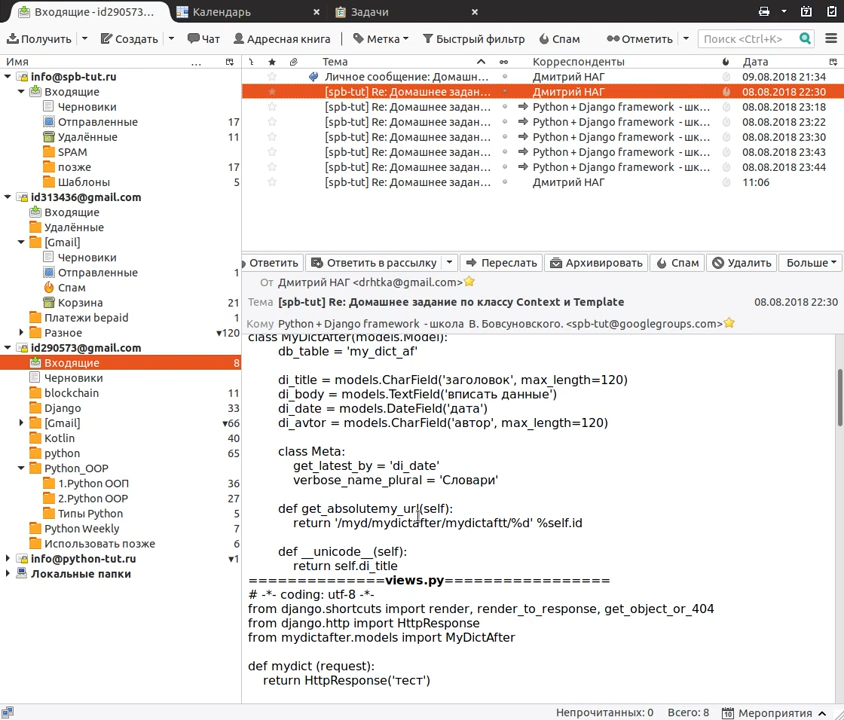 Входящие - id290573...
Календарь
Задачи
Получить
Создать
Чат
Адресная книга
Метка
Быстрый фильтр
Спам
Отметить
Поиск <Ctrl+K>
Имя
...
Тема
Корреспонденты
Дата
info@spb-tut.ru
Входящие
Черновики
Отправленные 17
Удалённые 11
SPAM
позже 17
Шаблоны 5
id313436@gmail.com
Входящие
Удалённые
[Gmail]
Черновики
Отправленные 1
Спам
Корзина 21
Платежи bepaid 1
Разное ▾120
id290573@gmail.com
Входящие 8
Черновики
blockchain 11
Django 33
[Gmail] ▾66
Kotlin 40
python 65
Python_OOP
1.Python ООП 36
2.Python OOP 27
Типы Python 5
Python Weekly 7
Использовать позже 6
info@python-tut.ru ▾1
Локальные папки
Личное сообщение: Домашн... Дмитрий НАГ 09.08.2018 21:34
[spb-tut] Re: Домашнее задан... Дмитрий НАГ 08.08.2018 22:30
[spb-tut] Re: Домашнее задан... Python + Django framework - шк... 08.08.2018 23:18
[spb-tut] Re: Домашнее задан... Python + Django framework - шк... 08.08.2018 23:22
[spb-tut] Re: Домашнее задан... Python + Django framework - шк... 08.08.2018 23:30
[spb-tut] Re: Домашнее задан... Python + Django framework - шк... 08.08.2018 23:43
[spb-tut] Re: Домашнее задан... Python + Django framework - шк... 08.08.2018 23:44
[spb-tut] Re: Домашнее задан... Дмитрий НАГ 11:06
Ответить
Ответить в рассылку
Переслать
Архивировать
Спам
Удалить
Больше
От Дмитрий НАГ <drhtka@gmail.com>
Тема [spb-tut] Re: Домашнее задание по классу Context и Template 08.08.2018 22:30
Кому Python + Django framework - школа В. Бовсуновского. <spb-tut@googlegroups.com>
class MyDictAfter(models.Model):
db_table = 'my_dict_af'
di_title = models.CharField('заголовок', max_length=120)
di_body = models.TextField('вписать данные')
di_date = models.DateField('дата')
di_avtor = models.CharField('автор', max_length=120)
class Meta:
get_latest_by = 'di_date'
verbose_name_plural = 'Словари'
def get_absolutemy_url(self):
return '/myd/mydictafter/mydictaftt/%d' %self.id
def __unicode__(self):
return self.di_title
==============views.py=================
# -*- coding: utf-8 -*-
from django.shortcuts import render, render_to_response, get_object_or_404
from django.http import HttpResponse
from mydictafter.models import MyDictAfter
def mydict (request):
return HttpResponse('тест')
Непрочитанных: 0
Всего: 8
Мероприятия